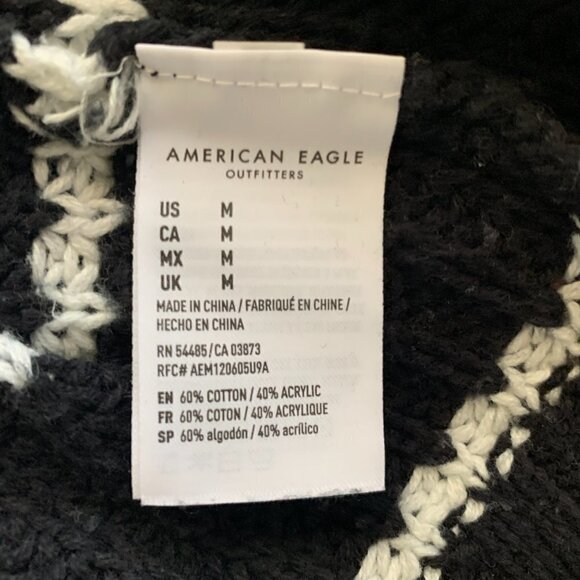 AMERICAN EAGLE
OUTFITTERS
US M
CA M
MX M
UK M
MADE IN CHINA / FABRIQUÉ EN CHINE /
HECHO EN CHINA
RN 54485/CA 03873
RFC# AEM120605U9A
EN 60% COTTON / 40% ACRYLIC
FR 60% COTON / 40% ACRYLIQUE
SP 60% algodón / 40% acrílico